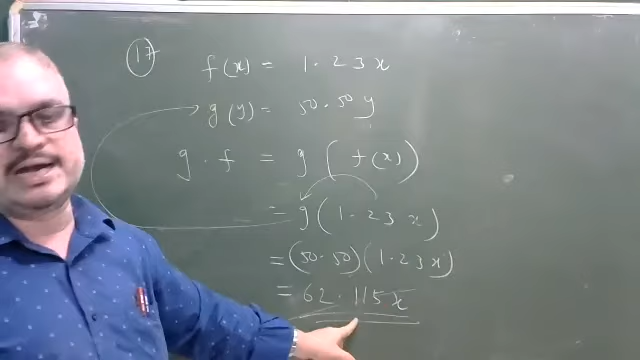 17
f(x) = 1.23x
g(y) = 50.50y
g . f = g(f(x))
= g(1.23x)
= (50.50)(1.23x)
= 62.115x